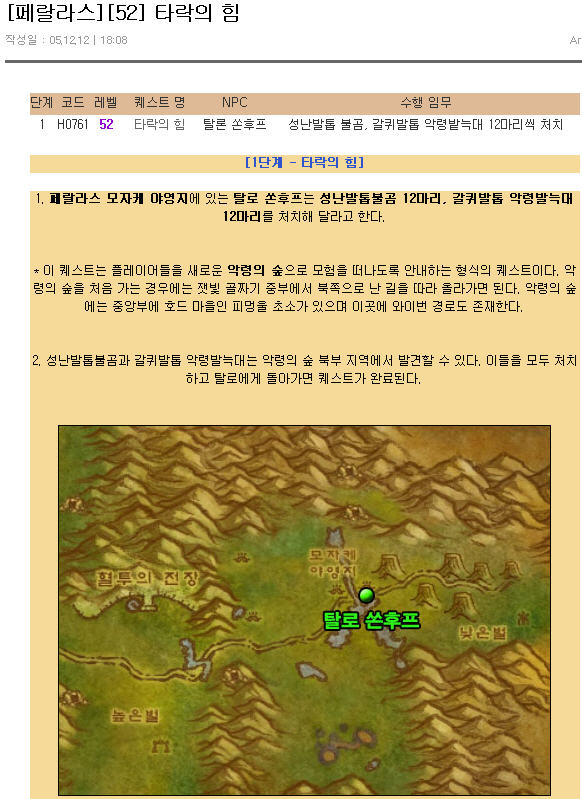 [페랄라스][52] 타락의 힘
작성일 : 05,12,12 | 18:08
Ar
단계 코드 레벨 퀘스트 명 NPC 수행 임무
1 H0761 52 타락의 힘 탈론 쏜후프 성난발톱 불곰, 갈퀴발톱 악령발늑대 12마리씩 처치
[1단계 - 타락의 힘]
1. 페랄라스 모자케 야영지에 있는 탈로 쏜후프는 성난발톱불곰 12마리, 갈퀴발톱 악령발늑대
12마리를 처치해 달라고 한다.
* 이 퀘스트는 플레이어들을 새로운 악령의 숲으로 모험을 떠나도록 안내하는 형식의 퀘스트이다. 악
령의 숲을 처음 가는 경우에는 잿빛 골짜기 중부에서 북쪽으로 난 길을 따라 올라가면 된다. 악령의 숲
에는 중앙부에 호드 마을인 피멍울 초소가 있으며 이곳에 와이번 경로도 존재한다.
2. 성난발톱불곰과 갈퀴발톱 악령발늑대는 악령의 숲 북부 지역에서 발견할 수 있다. 이들을 모두 처치
하고 탈로에게 돌아가면 퀘스트가 완료된다.
모자케
야영지
혈투의 전장
탈로 쏜후프
낮은벌
높은벌